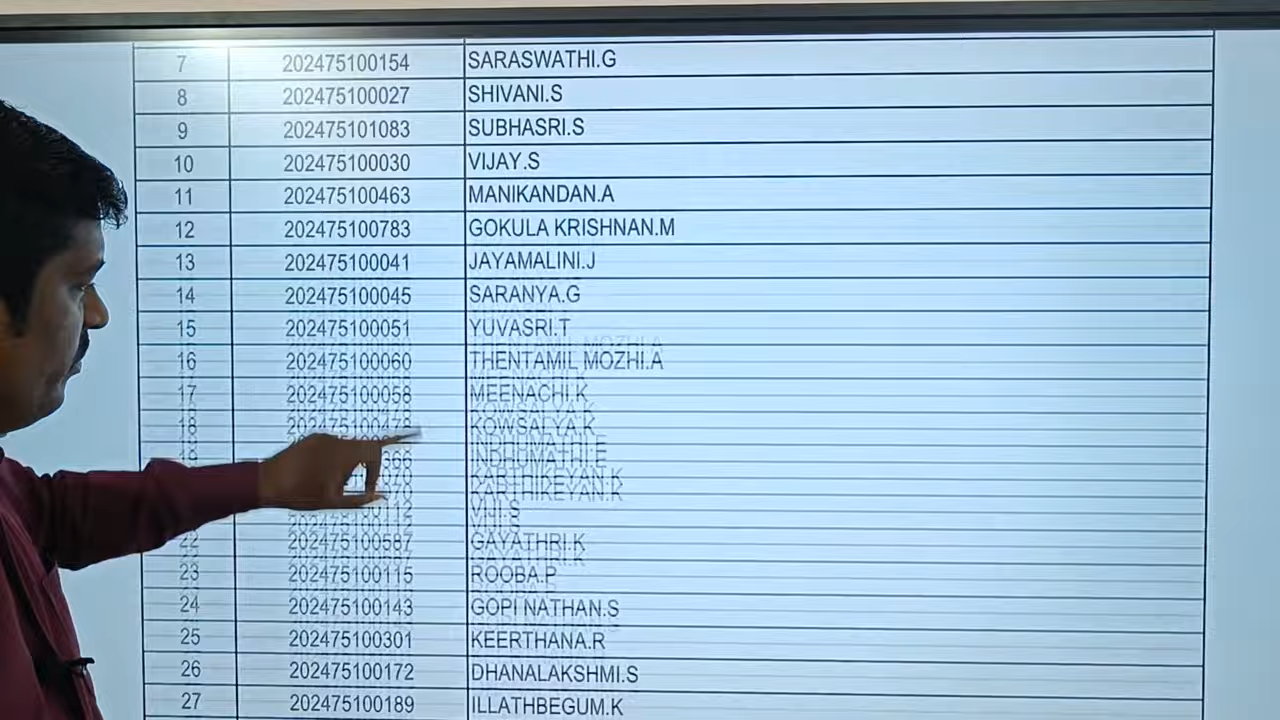 7 202475100154 SARASWATHI.G
8 202475100027 SHIVANI.S
9 202475101083 SUBHASRI.S
10 202475100030 VIJAY.S
11 202475100463 MANIKANDAN.A
12 202475100783 GOKULA KRISHNAN.M
13 202475100041 JAYAMALINI.J
14 202475100045 SARANYA.G
15 202475100051 YUVASRI.T
16 202475100060 THENTAMIL MOZHI.A
17 202475100058 MEENACHI.K
18 202475100478 KOWSALYA.K
INDHUMATHI.E
KARTHIKEYAN.K
VIJI.S
22 202475100587 GAYATHRI.K
23 202475100115 ROOBA.P
24 202475100143 GOPI NATHAN.S
25 202475100301 KEERTHANA.R
26 202475100172 DHANALAKSHMI.S
27 202475100189 ILLATHBEGUM.K